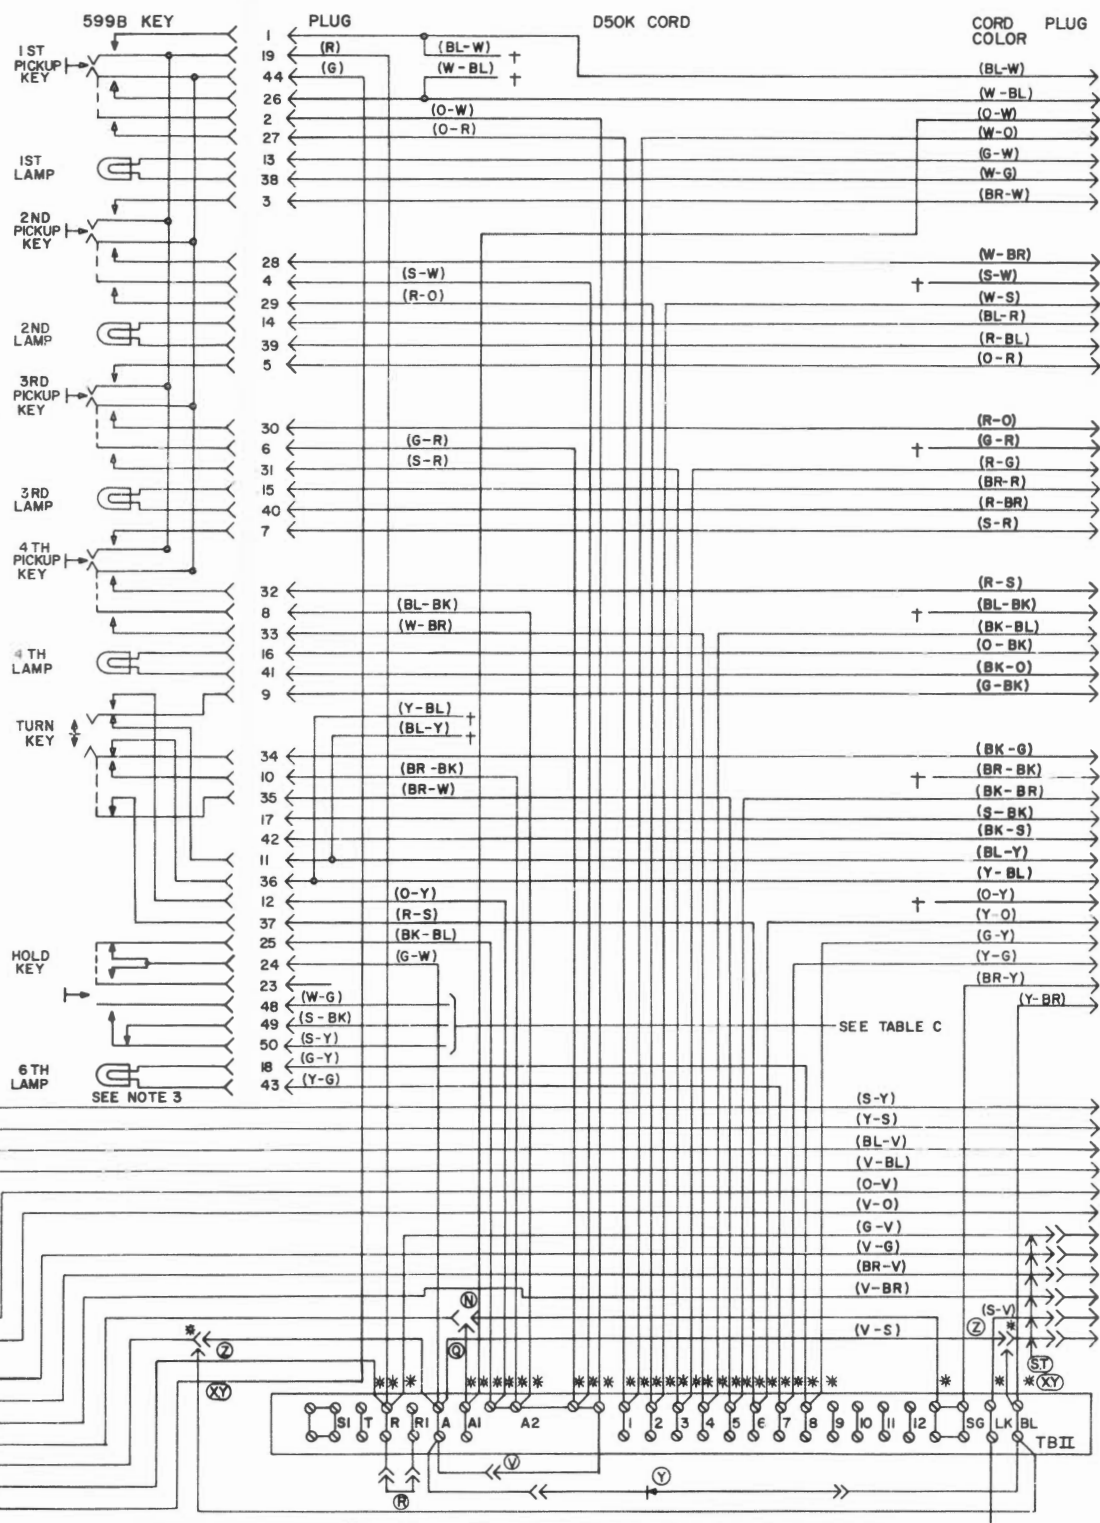 599B KEY PLUG D50K CORD CORD COLOR PLUG
1 (BL-W)
1ST PICKUP KEY 19 (R) (BL-W) †
44 (G) (W-BL) † (BL-W)
26 (W-BL)
2 (O-W) (O-W)
27 (O-R) (W-O)
1ST LAMP 13 (G-W)
38 (W-G)
3 (BR-W)
2ND PICKUP KEY
28 (W-BR)
4 (S-W) † (S-W)
29 (R-O) (W-S)
2ND LAMP 14 (BL-R)
39 (R-BL)
5 (O-R)
3RD PICKUP KEY
30 (R-O)
6 (G-R) † (G-R)
31 (S-R) (R-G)
3RD LAMP 15 (BR-R)
40 (R-BR)
7 (S-R)
4TH PICKUP KEY
32 (R-S)
8 (BL-BK) † (BL-BK)
33 (W-BR) (BK-BL)
4TH LAMP 16 (O-BK)
41 (BK-O)
9 (G-BK)
TURN KEY (Y-BL) †
(BL-Y) †
34 (BK-G)
10 (BR-BK) † (BR-BK)
35 (BR-W) (BK-BR)
17 (S-BK)
42 (BK-S)
11 (BL-Y)
36 (Y-BL)
12 (O-Y) † (O-Y)
37 (R-S) (Y-O)
HOLD KEY 25 (BK-BL) (G-Y)
24 (G-W) (Y-G)
23 (BR-Y)
48 (W-G) (Y-BR)
49 (S-BK) SEE TABLE C
50 (S-Y)
6TH LAMP 18 (G-Y)
43 (Y-G)
SEE NOTE 3
(S-Y)
(Y-S)
(BL-V)
(V-BL)
(O-V)
(V-O)
(G-V)
(V-G)
(BR-V)
(V-BR)
N (S-V)
* Z Q (V-S) Z *
XY ST
* * * * * * * * * * * * * * * * * * * * * * * * XY
S1 T R R1 A A1 A2 1 2 3 4 5 6 7 8 9 10 11 12 SG LK BL
TBII
V
R Y